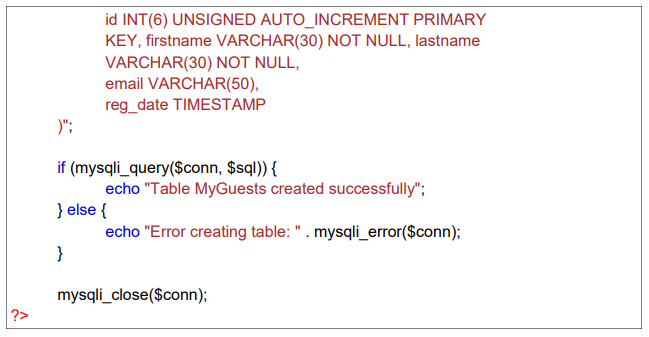 id INT(6) UNSIGNED AUTO_INCREMENT PRIMARY
KEY, firstname VARCHAR(30) NOT NULL, lastname
VARCHAR(30) NOT NULL,
email VARCHAR(50),
reg_date TIMESTAMP
)";
if (mysqli_query($conn, $sql)) {
echo "Table MyGuests created successfully";
} else {
echo "Error creating table: " . mysqli_error($conn);
}
mysqli_close($conn);
?>